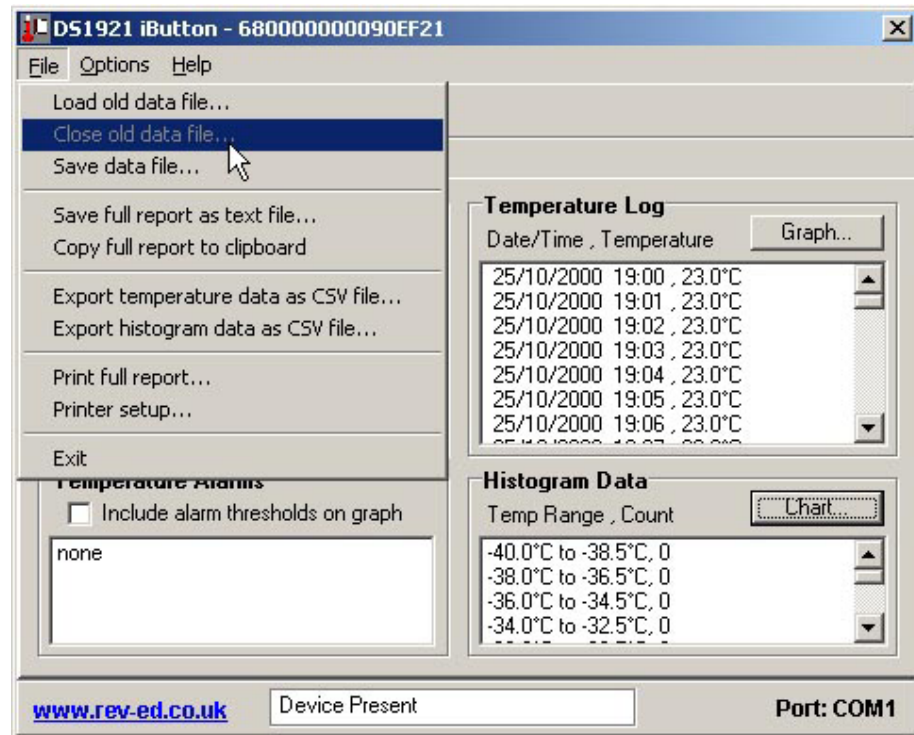 DS1921 iButton - 680000000090EF21
File Options Help
Load old data file...
Close old data file...
Save data file...
Save full report as text file...
Copy full report to clipboard
Export temperature data as CSV file...
Export histogram data as CSV file...
Print full report...
Printer setup...
Exit
Temperature Log
Date/Time , Temperature
Graph...
25/10/2000 19:00 , 23.0°C
25/10/2000 19:01 , 23.0°C
25/10/2000 19:02 , 23.0°C
25/10/2000 19:03 , 23.0°C
25/10/2000 19:04 , 23.0°C
25/10/2000 19:05 , 23.0°C
25/10/2000 19:06 , 23.0°C
Temperature Alarms
Include alarm thresholds on graph
none
Histogram Data
Temp Range , Count
Chart...
-40.0°C to -38.5°C, 0
-38.0°C to -36.5°C, 0
-36.0°C to -34.5°C, 0
-34.0°C to -32.5°C, 0
www.rev-ed.co.uk
Device Present
Port: COM1